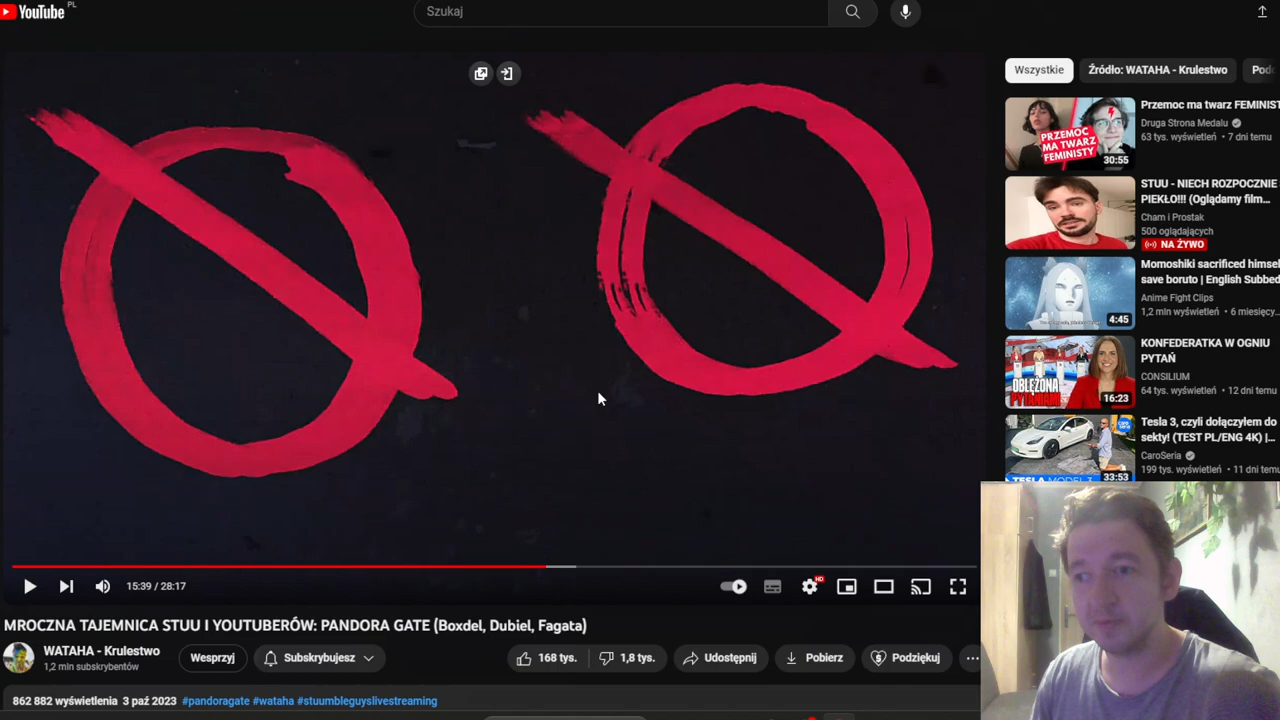 YouTube PL
Szukaj
Wszystkie
Źródło: WATAHA - Krulestwo
15:39 / 28:17
HD
MROCZNA TAJEMNICA STUU I YOUTUBERÓW: PANDORA GATE (Boxdel, Dubiel, Fagata)
WATAHA - Krulestwo
1,2 mln subskrybentów
Wesprzyj
Subskrybujesz
168 tys.
1,8 tys.
Udostępnij
Pobierz
Podziękuj
862 882 wyświetlenia 3 paź 2023 #pandoragate #wataha #stuumbleguyslivestreaming
PRZEMOC
MA TWARZ
FEMINISTY
30:55
Przemoc ma twarz FEMINIST
Druga Strona Medalu
63 tys. wyświetleń • 7 dni temu
STUU - NIECH ROZPOCZNIE
PIEKŁO!!! (Oglądamy film...
Cham i Prostak
500 oglądających
NA ŻYWO
4:45
Momoshiki sacrificed himse
save boruto | English Subbed
Anime Fight Clips
1,2 mln wyświetleń • 6 miesięcy
OBLĘŻONA
PYTANIAMI
16:23
KONFEDERATKA W OGNIU
PYTAŃ
CONSILIUM
64 tys. wyświetleń • 12 dni temu
TESLA MODEL 3
33:53
Tesla 3, czyli dołączyłem do
sekty! (TEST PL/ENG 4K) |...
CaroSeria
199 tys. wyświetleń • 11 dni temu